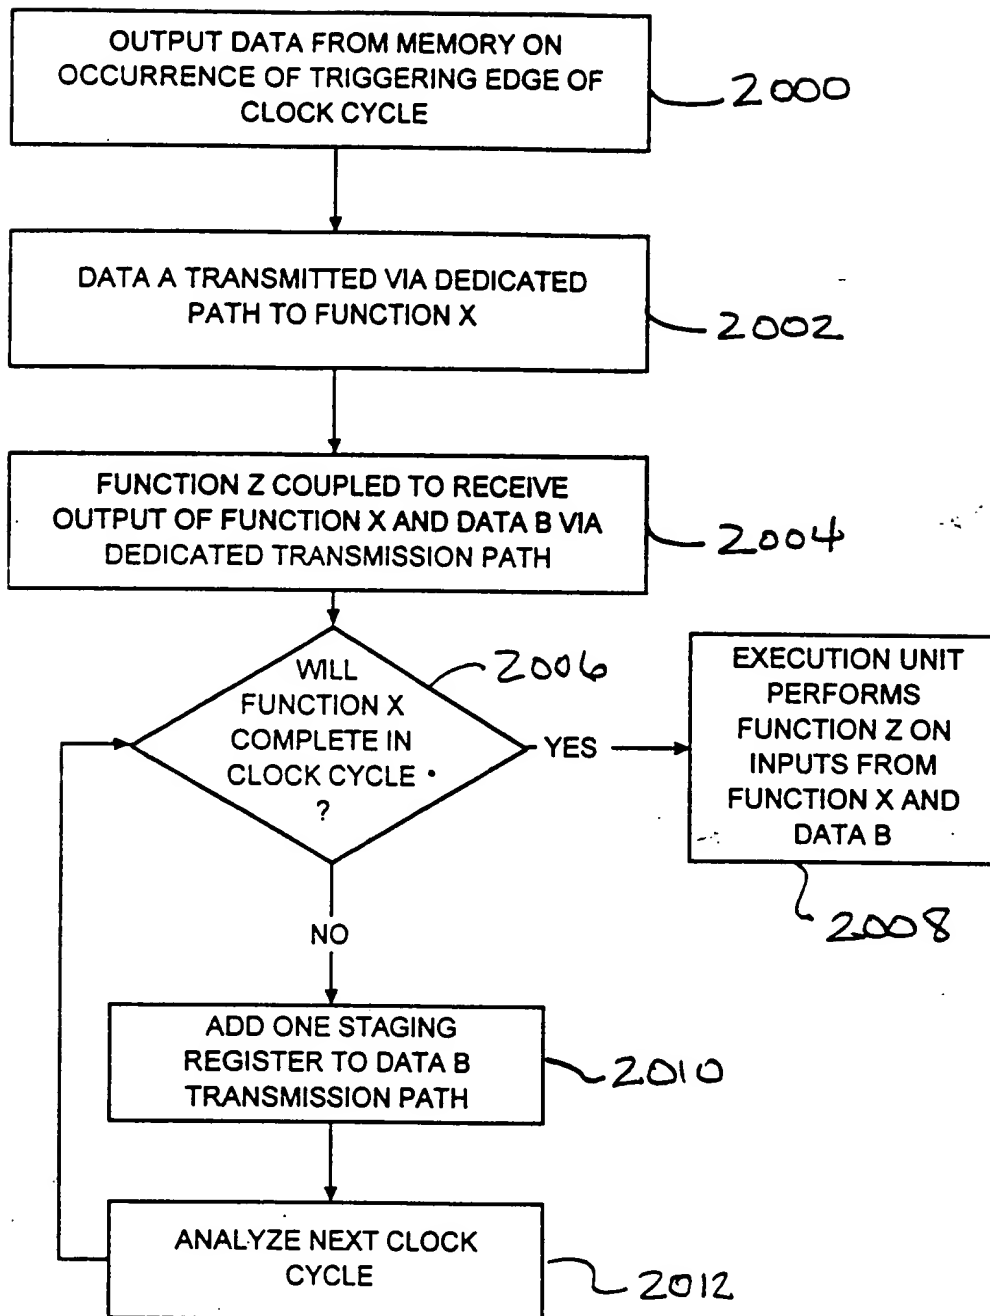 OUTPUT DATA FROM MEMORY ON
OCCURRENCE OF TRIGGERING EDGE OF
CLOCK CYCLE
2000
DATA A TRANSMITTED VIA DEDICATED
PATH TO FUNCTION X
2002
FUNCTION Z COUPLED TO RECEIVE
OUTPUT OF FUNCTION X AND DATA B VIA
DEDICATED TRANSMISSION PATH
2004
WILL
FUNCTION X
COMPLETE IN
CLOCK CYCLE
?
2006
YES
EXECUTION UNIT
PERFORMS
FUNCTION Z ON
INPUTS FROM
FUNCTION X AND
DATA B
2008
NO
ADD ONE STAGING
REGISTER TO DATA B
TRANSMISSION PATH
2010
ANALYZE NEXT CLOCK
CYCLE
2012